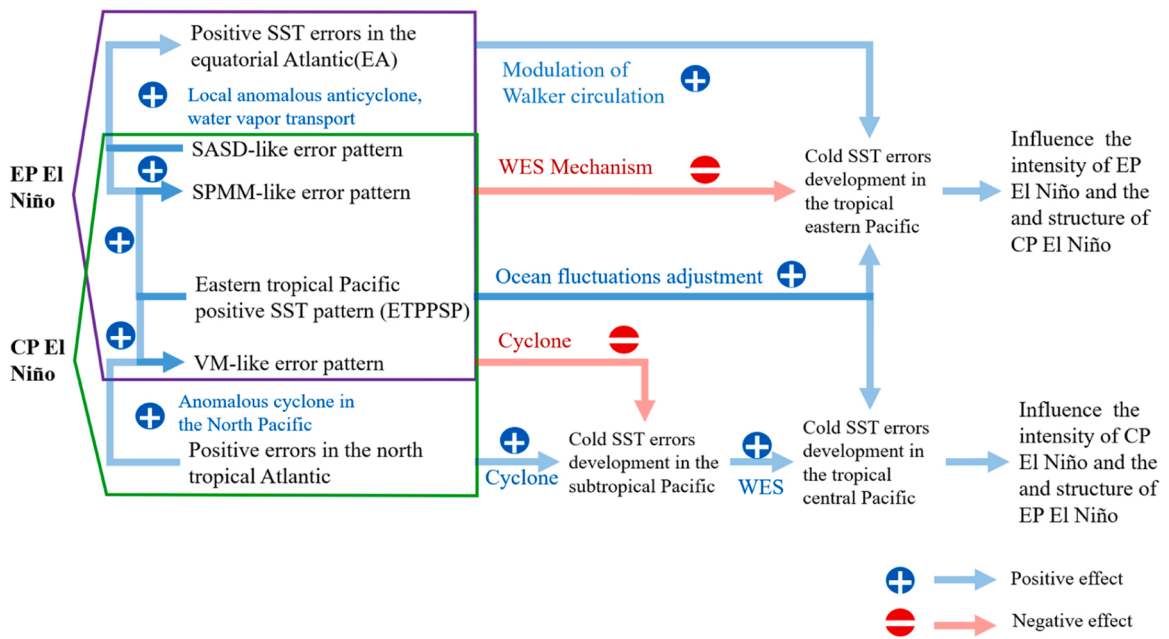 EP El
Niño
CP El
Niño
Positive SST errors in the
equatorial Atlantic(EA)
Local anomalous anticyclone,
water vapor transport
SASD-like error pattern
SPMM-like error pattern
Eastern tropical Pacific
positive SST pattern (ETPPSP)
VM-like error pattern
Anomalous cyclone in
the North Pacific
Positive errors in the north
tropical Atlantic
Modulation of
Walker circulation
WES Mechanism
Ocean fluctuations adjustment
Cyclone
Cyclone
Cold SST errors
development in the
subtropical Pacific
WES
Cold SST errors
development in
the tropical
eastern Pacific
Cold SST errors
development in
the tropical
central Pacific
Influence the
intensity of EP
El Niño and the
and structure of
CP El Niño
Influence the
intensity of CP
El Niño and the
and structure of
EP El Niño
Positive effect
Negative effect